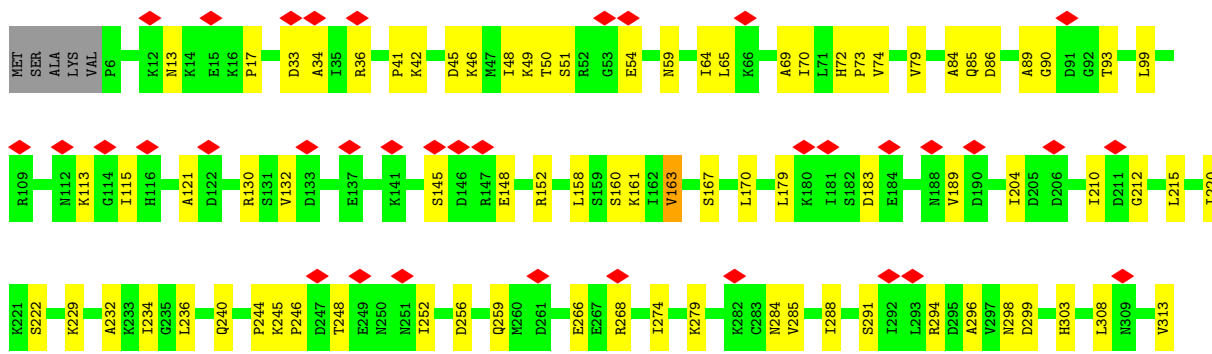 MET SER ALA LYS VAL P6 K12 N13 K14 E15 K16 P17 D33 A34 I35 R36 P41 K42 D45 K46 M47 I48 K49 T50 S51 R52 G53 E54 N59 I64 L65 K66 A69 I70 L71 H72 P73 V74 V79 A84 Q85 D86 A89 G90 D91 G92 T93 L99
R109 N112 K113 G114 I115 H116 A121 D122 R130 S131 V132 D133 E137 K141 S145 D146 R147 E148 R152 L158 S159 S160 K161 I162 V163 S167 L170 L179 K180 I181 S182 D183 E184 N188 V189 D190 I204 D205 D206 I210 D211 G212 L215
K221 S222 K229 A232 K233 I234 G235 L236 Q240 P244 K245 P246 D247 T248 E249 N250 N251 I252 D256 Q259 M260 D261 E266 E267 R268 I274 K279 K282 C283 N284 V285 I288 S291 I292 L293 R294 D295 A296 V297 N298 D299 H303 L308 N309 V313